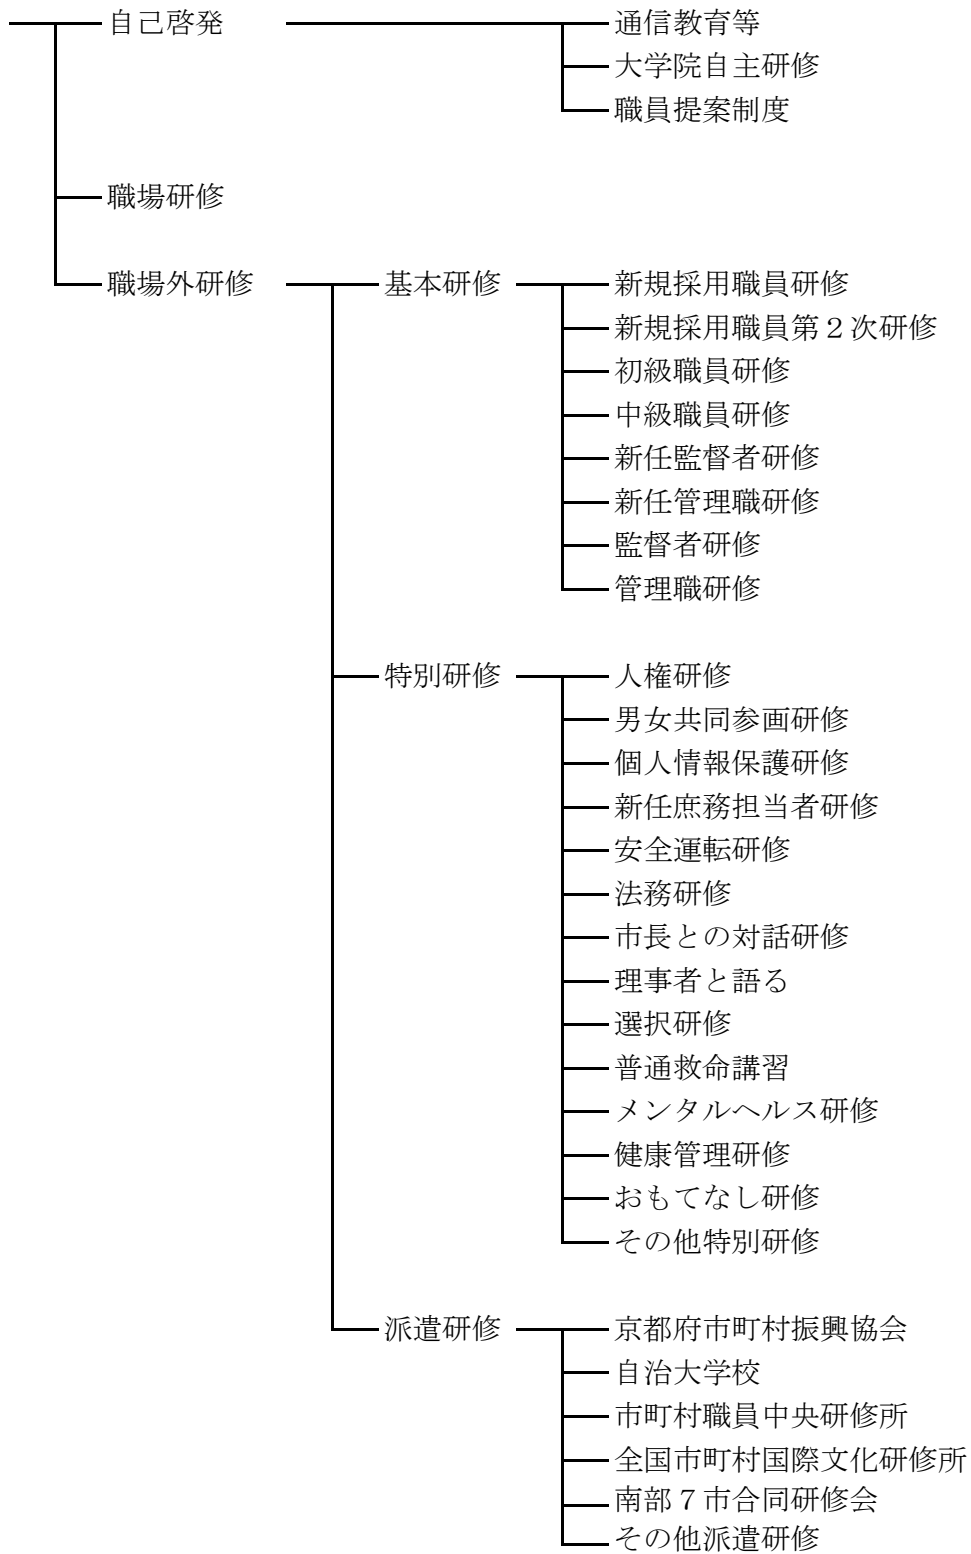 自己啓発 通信教育等
大学院自主研修
職員提案制度
職場研修
職場外研修 基本研修 新規採用職員研修
新規採用職員第２次研修
初級職員研修
中級職員研修
新任監督者研修
新任管理職研修
監督者研修
管理職研修
特別研修 人権研修
男女共同参画研修
個人情報保護研修
新任庶務担当者研修
安全運転研修
法務研修
市長との対話研修
理事者と語る
選択研修
普通救命講習
メンタルヘルス研修
健康管理研修
おもてなし研修
その他特別研修
派遣研修 京都府市町村振興協会
自治大学校
市町村職員中央研修所
全国市町村国際文化研修所
南部７市合同研修会
その他派遣研修